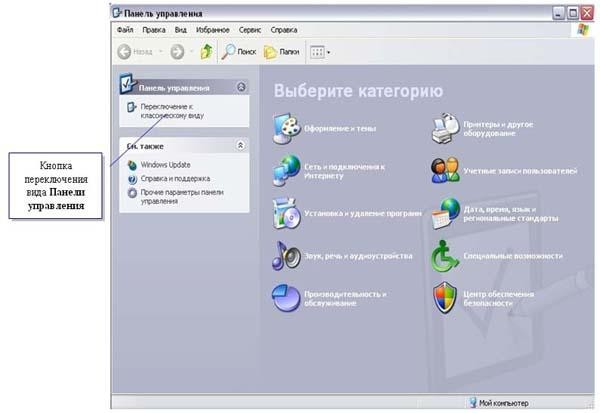 Панель управления
Файл Правка Вид Избранное Сервис Справка
Назад Поиск Папки
Панель управления
Переключение к
классическому виду
См. также
Windows Update
Справка и поддержка
Прочие параметры панели
управления
Кнопка
переключения
вида Панели
управления
Выберите категорию
Оформление и темы
Принтеры и другое
оборудование
Сеть и подключения к
Интернету
Учетные записи пользователей
Установка и удаление программ
Дата, время, язык и
региональные стандарты
Звук, речь и аудиоустройства
Специальные возможности
Производительность и
обслуживание
Центр обеспечения
безопасности
Мой компьютер